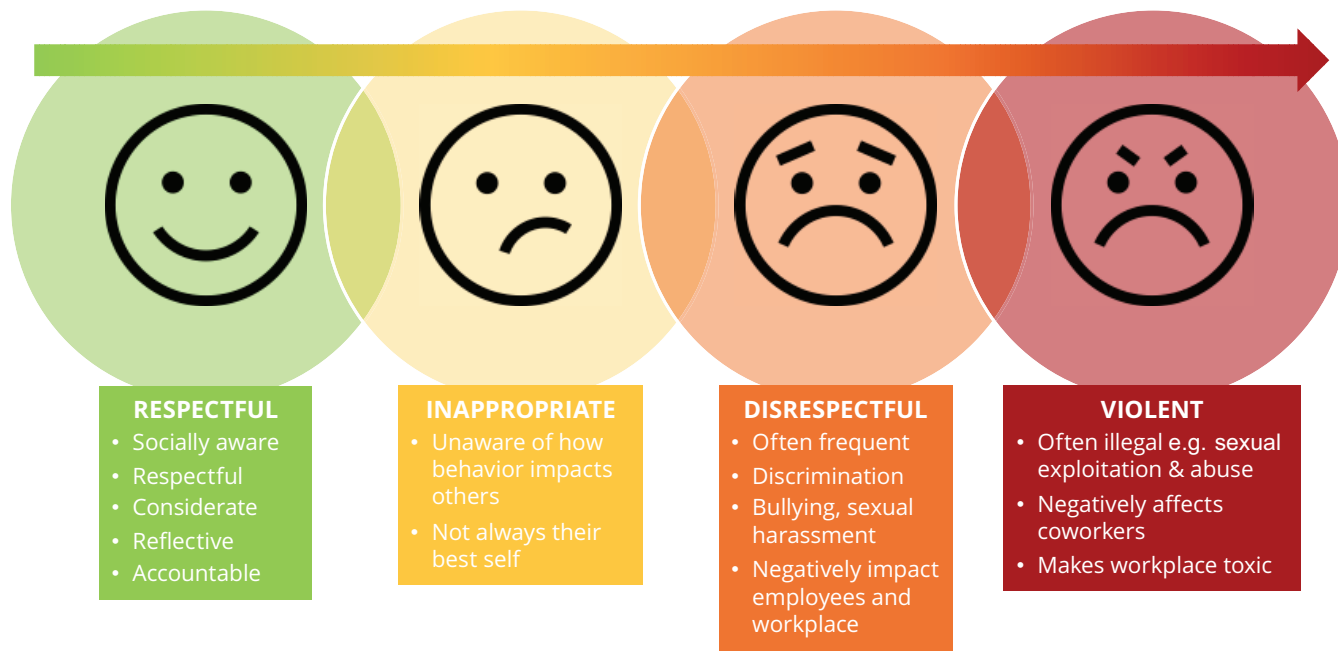 RESPECTFUL
• Socially aware
• Respectful
• Considerate
• Reflective
• Accountable
INAPPROPRIATE
• Unaware of how
behavior impacts
others
• Not always their
best self
DISRESPECTFUL
• Often frequent
• Discrimination
• Bullying, sexual
harassment
• Negatively impact
employees and
workplace
VIOLENT
• Often illegal e.g. sexual
exploitation & abuse
• Negatively affects
coworkers
• Makes workplace toxic